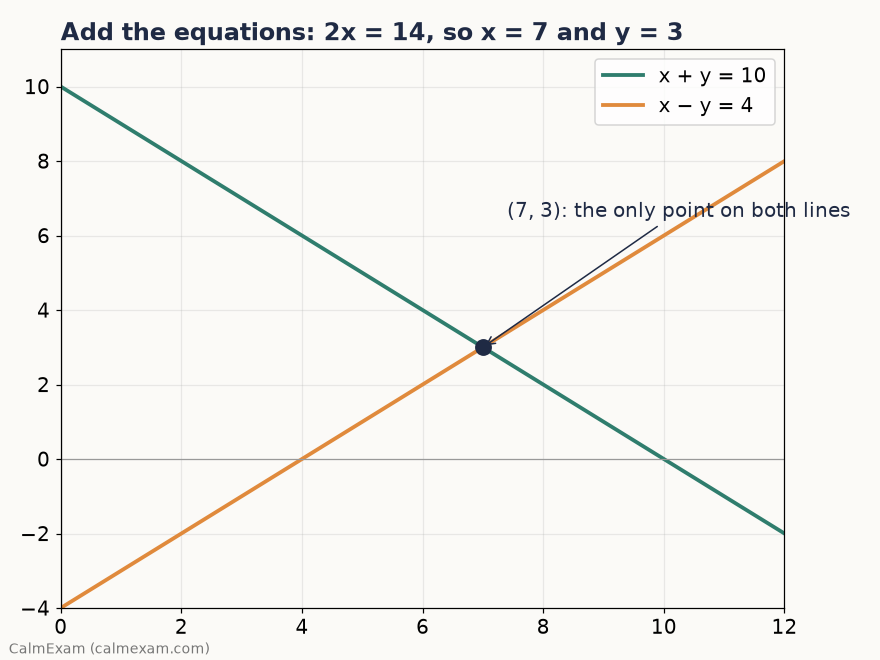 Add the equations: 2x = 14, so x = 7 and y = 3
x + y = 10
x − y = 4
(7, 3): the only point on both lines
10
8
6
4
2
0
−2
−4
0 2 4 6 8 10 12
CalmExam (calmexam.com)